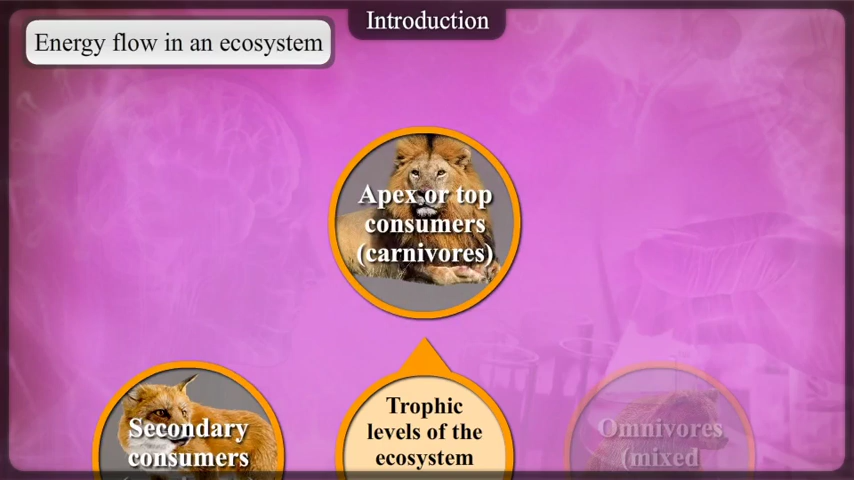 Introduction
Energy flow in an ecosystem
Apex or top
consumers
(carnivores)
Secondary
consumers
Trophic
levels of the
ecosystem
Omnivores
(mixed